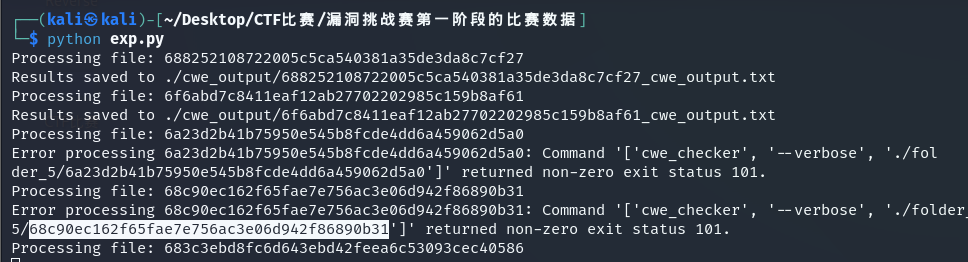 ┌──(kali㉿kali)-[~/Desktop/CTF比赛/漏洞挑战赛第一阶段的比赛数据]
└─$ python exp.py
Processing file: 688252108722005c5ca540381a35de3da8c7cf27
Results saved to ./cwe_output/688252108722005c5ca540381a35de3da8c7cf27_cwe_output.txt
Processing file: 6f6abd7c8411eaf12ab27702202985c159b8af61
Results saved to ./cwe_output/6f6abd7c8411eaf12ab27702202985c159b8af61_cwe_output.txt
Processing file: 6a23d2b41b75950e545b8fcde4dd6a459062d5a0
Error processing 6a23d2b41b75950e545b8fcde4dd6a459062d5a0: Command '['cwe_checker', '--verbose', './fol
der_5/6a23d2b41b75950e545b8fcde4dd6a459062d5a0']' returned non-zero exit status 101.
Processing file: 68c90ec162f65fae7e756ac3e06d942f86890b31
Error processing 68c90ec162f65fae7e756ac3e06d942f86890b31: Command '['cwe_checker', '--verbose', './folder_
5/68c90ec162f65fae7e756ac3e06d942f86890b31']' returned non-zero exit status 101.
Processing file: 683c3ebd8fc6d643ebd42feea6c53093cec40586